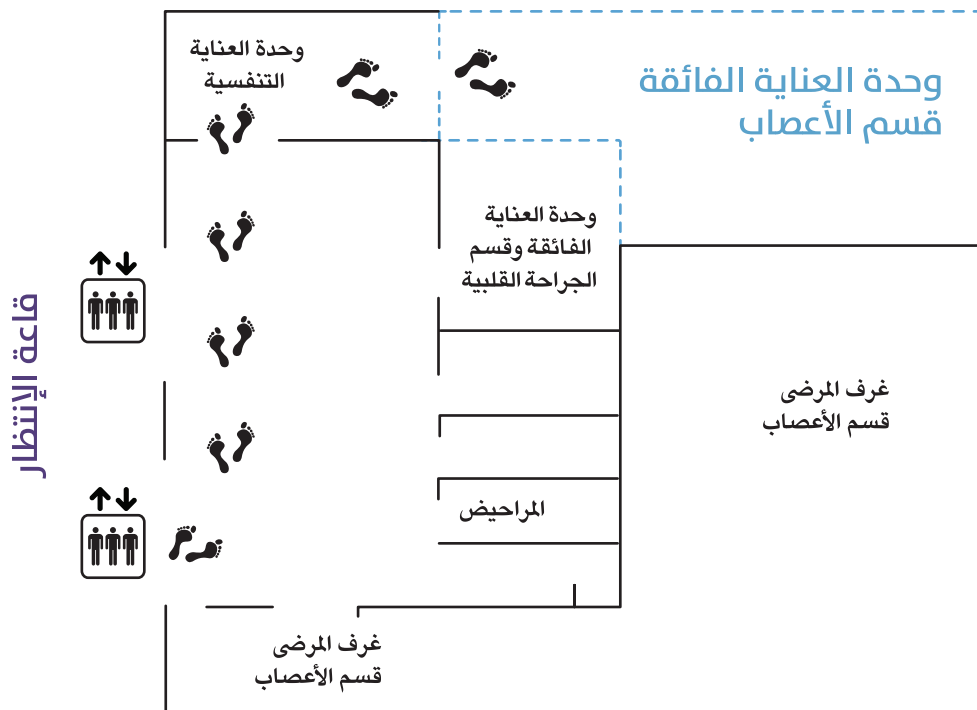 وحدة العناية الفائقة
قسم الأعصاب
وحدة العناية
التنفسية
وحدة العناية
الفائقة وقسم
الجراحة القلبية
قاعة الإنتظار
غرف المرضى
قسم الأعصاب
المراحيض
غرف المرضى
قسم الأعصاب